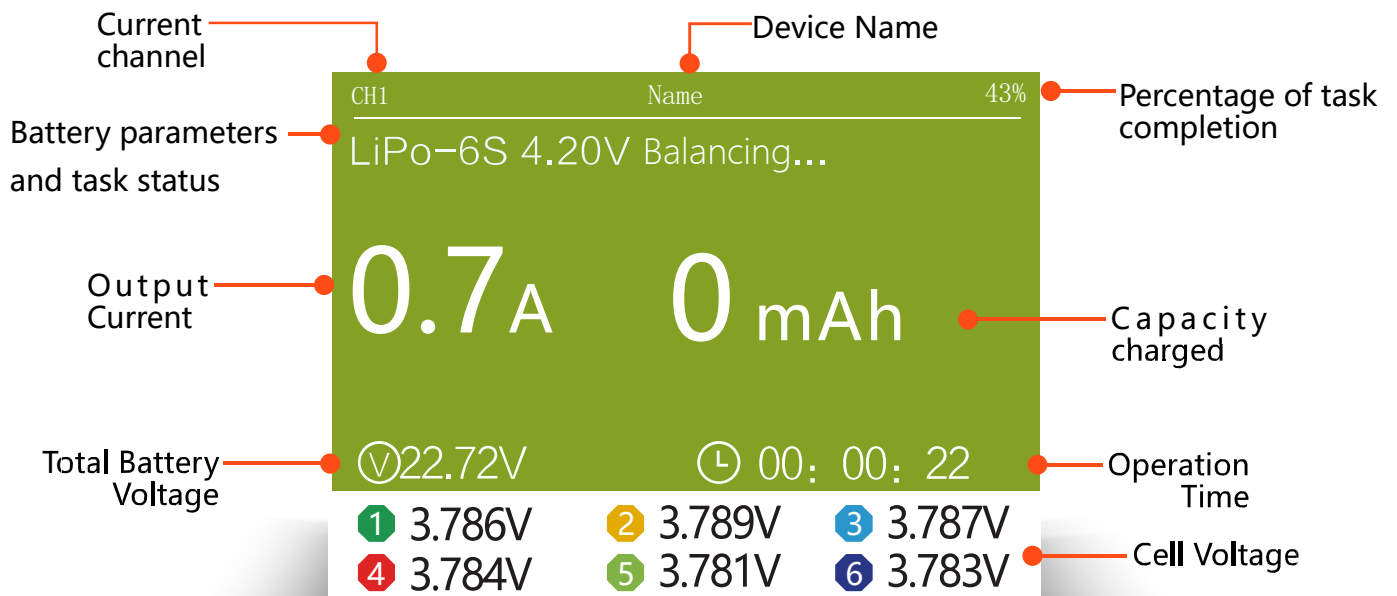 Current
channel
Device Name
CH1 Name 43%
Percentage of task
completion
Battery parameters
and task status
LiPo-6S 4.20V Balancing...
Output
Current
0.7A 0 mAh
Capacity
charged
Total Battery
Voltage
V 22.72V 00: 00: 22
Operation
Time
1 3.786V 2 3.789V 3 3.787V
4 3.784V 5 3.781V 6 3.783V
Cell Voltage